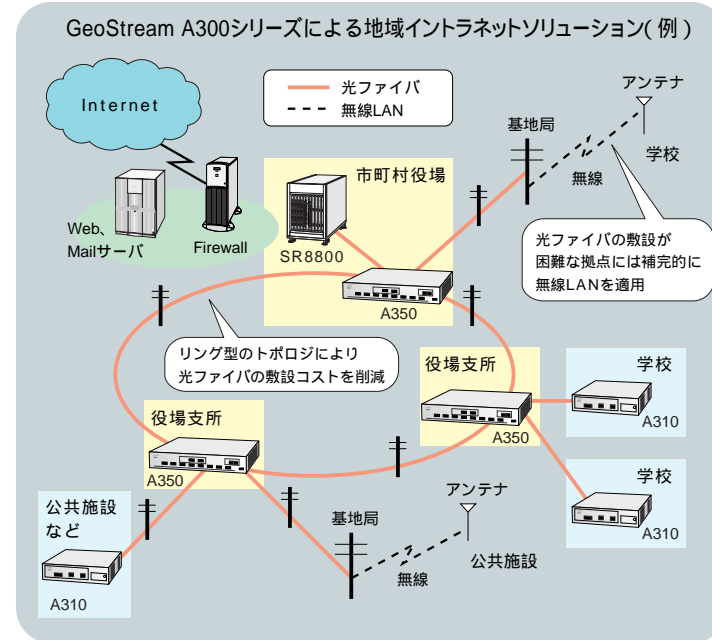 GeoStream A300シリーズによる地域イントラネットソリューション(例)
Internet
光ファイバ
無線LAN
アンテナ
基地局
学校
無線
市町村役場
Web、
Mailサーバ
Firewall
SR8800
A350
光ファイバの敷設が
困難な拠点には補完的に
無線LANを適用
リング型のトポロジにより
光ファイバの敷設コストを削減
役場支所
A350
学校
A310
役場支所
A350
学校
A310
公共施設
など
A310
基地局
アンテナ
公共施設
無線